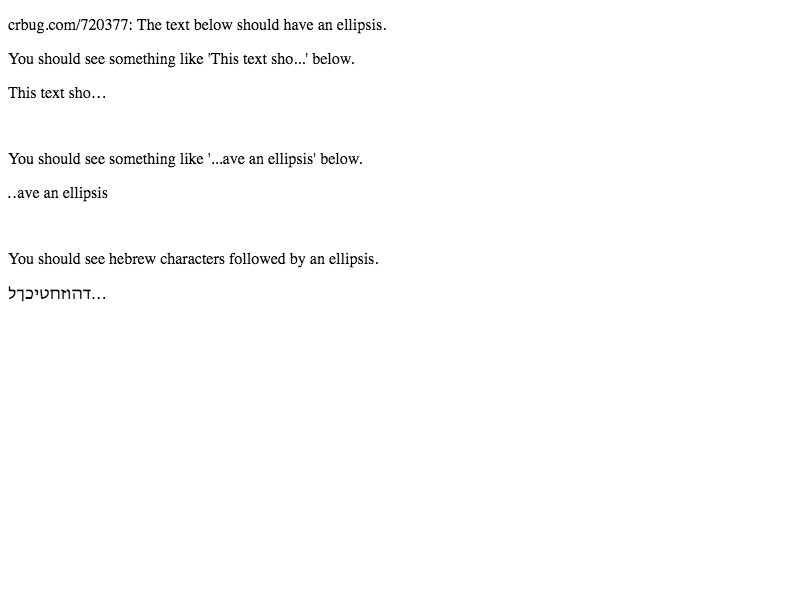 crbug.com/720377: The text below should have an ellipsis.
You should see something like 'This text sho...' below.
This text sho…
You should see something like '...ave an ellipsis' below.
..ave an ellipsis
You should see hebrew characters followed by an ellipsis.
דהוזחטיכךל…